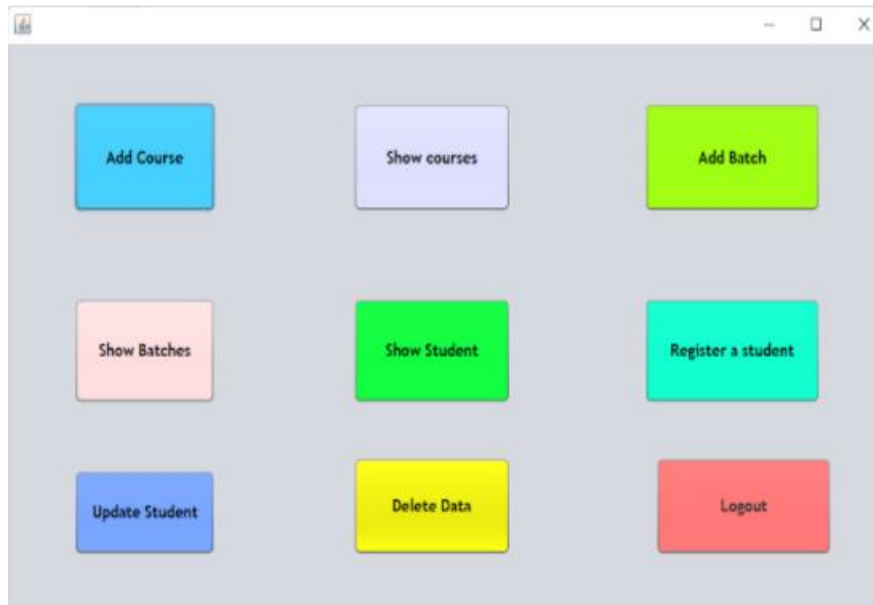 Add Course
Show courses
Add Batch
Show Batches
Show Student
Register a student
Update Student
Delete Data
Logout